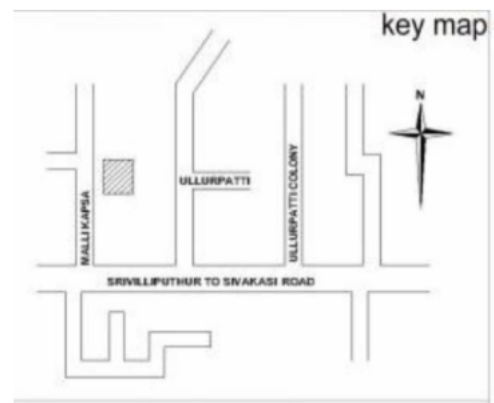 key map
N
ULLURPATTI
MALLI KAPSA
ULLURPATTI COLONY
SRIVILLIPUTHUR TO SIVAKASI ROAD